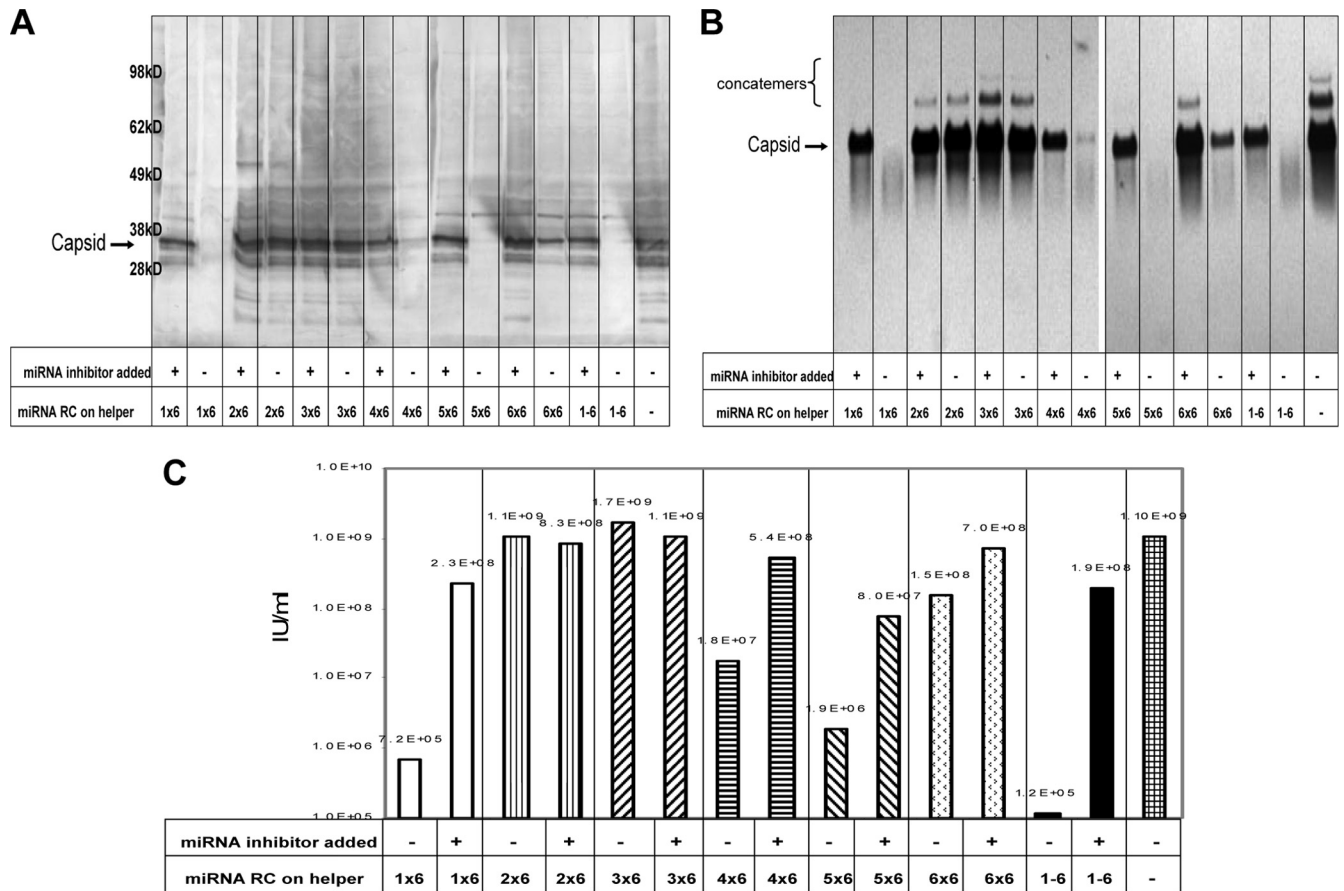 A
98kD
62kD
49kD
38kD
Capsid
28kD
miRNA inhibitor added + - + - + - + - + - + - + - -
miRNA RC on helper 1x6 1x6 2x6 2x6 3x6 3x6 4x6 4x6 5x6 5x6 6x6 6x6 1-6 1-6 -
B
concatemers
Capsid
miRNA inhibitor added + - + - + - + - + - + - + - -
miRNA RC on helper 1x6 1x6 2x6 2x6 3x6 3x6 4x6 4x6 5x6 5x6 6x6 6x6 1-6 1-6 -
C
IU/ml
1.0E+10
1.0E+09
1.0E+08
1.0E+07
1.0E+06
1.0E+05
7.2E+05
2.3E+08
1.1E+09
8.3E+08
1.7E+09
1.1E+09
1.8E+07
5.4E+08
1.9E+06
8.0E+07
1.5E+08
7.0E+08
1.2E+05
1.9E+08
1.10E+09
miRNA inhibitor added - + - + - + - + - + - + - + -
miRNA RC on helper 1x6 1x6 2x6 2x6 3x6 3x6 4x6 4x6 5x6 5x6 6x6 6x6 1-6 1-6 -